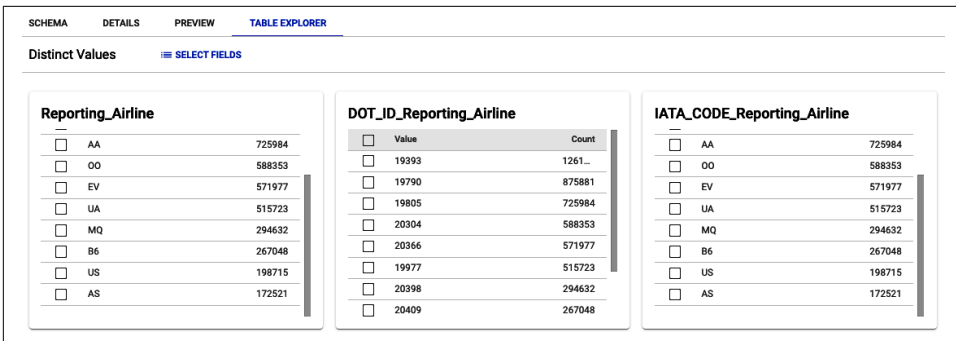 SCHEMA DETAILS PREVIEW TABLE EXPLORER
Distinct Values SELECT FIELDS
Reporting_Airline
AA 725984
OO 588353
EV 571977
UA 515723
MQ 294632
B6 267048
US 198715
AS 172521
DOT_ID_Reporting_Airline
Value Count
19393 1261...
19790 875881
19805 725984
20304 588353
20366 571977
19977 515723
20398 294632
20409 267048
IATA_CODE_Reporting_Airline
AA 725984
OO 588353
EV 571977
UA 515723
MQ 294632
B6 267048
US 198715
AS 172521